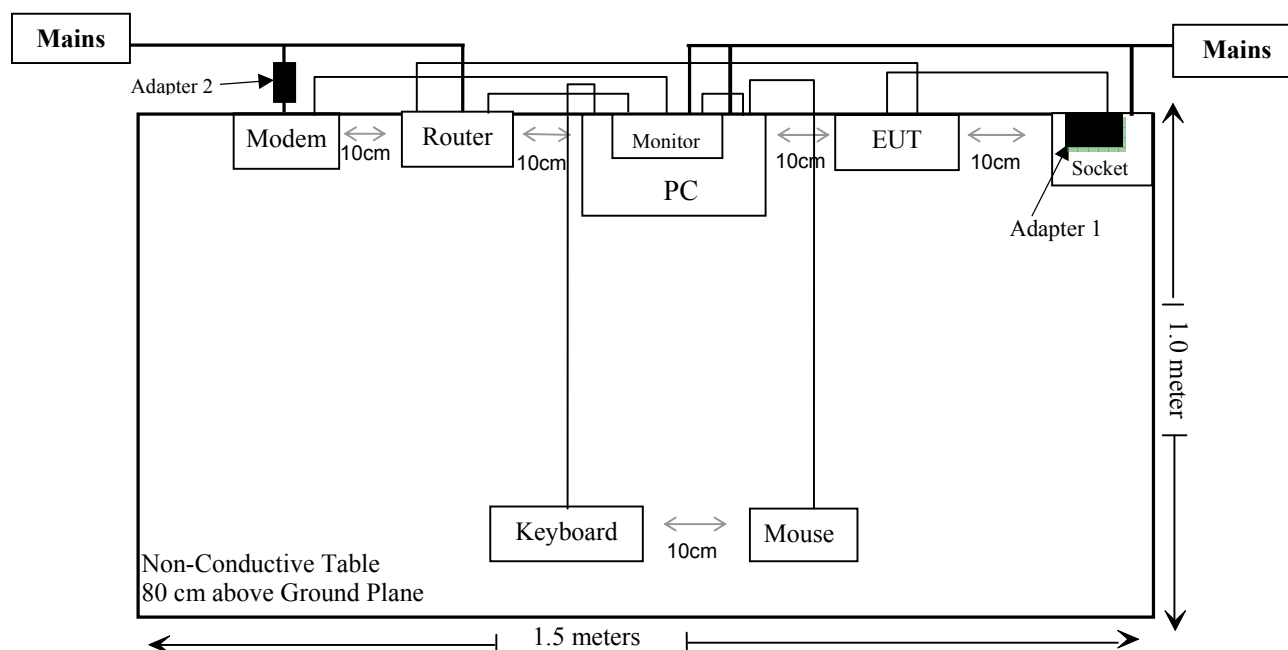 Mains
Mains
Adapter 2
Modem
Router
Monitor
EUT
10cm
10cm
10cm
10cm
PC
Socket
Adapter 1
1.0 meter
Keyboard
Mouse
10cm
Non-Conductive Table
80 cm above Ground Plane
1.5 meters